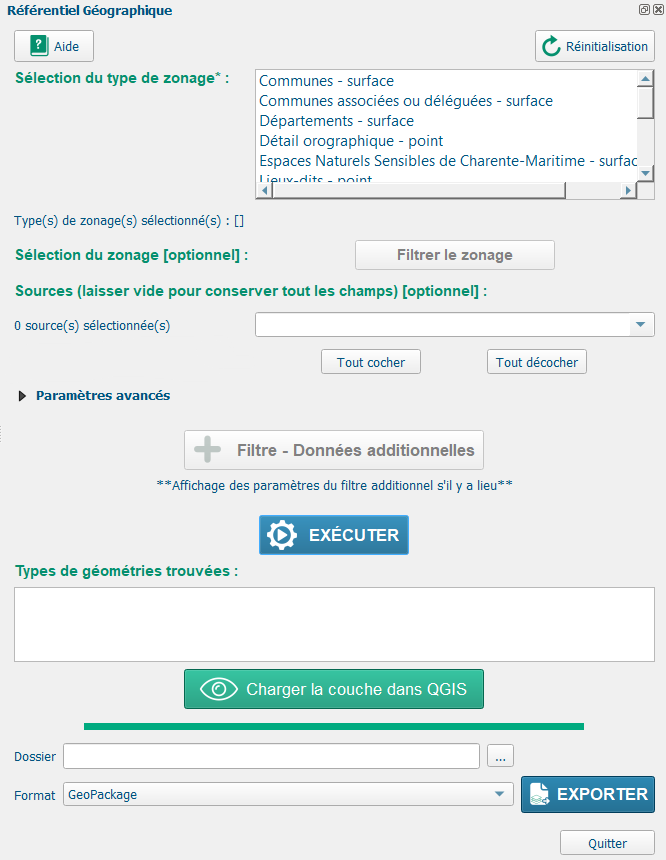 Référentiel Géographique
Aide
Réinitialisation
Sélection du type de zonage* :
Communes - surface
Communes associées ou déléguées - surface
Départements - surface
Détail orographique - point
Espaces Naturels Sensibles de Charente-Maritime - surfac
Lieux-dits - point
Type(s) de zonage(s) sélectionné(s) : []
Sélection du zonage [optionnel] :
Filtrer le zonage
Sources (laisser vide pour conserver tout les champs) [optionnel] :
0 source(s) sélectionnée(s)
Tout cocher
Tout décocher
Paramètres avancés
Filtre - Données additionnelles
**Affichage des paramètres du filtre additionnel s'il y a lieu**
EXÉCUTER
Types de géométries trouvées :
Charger la couche dans QGIS
Dossier
...
Format
GeoPackage
EXPORTER
Quitter